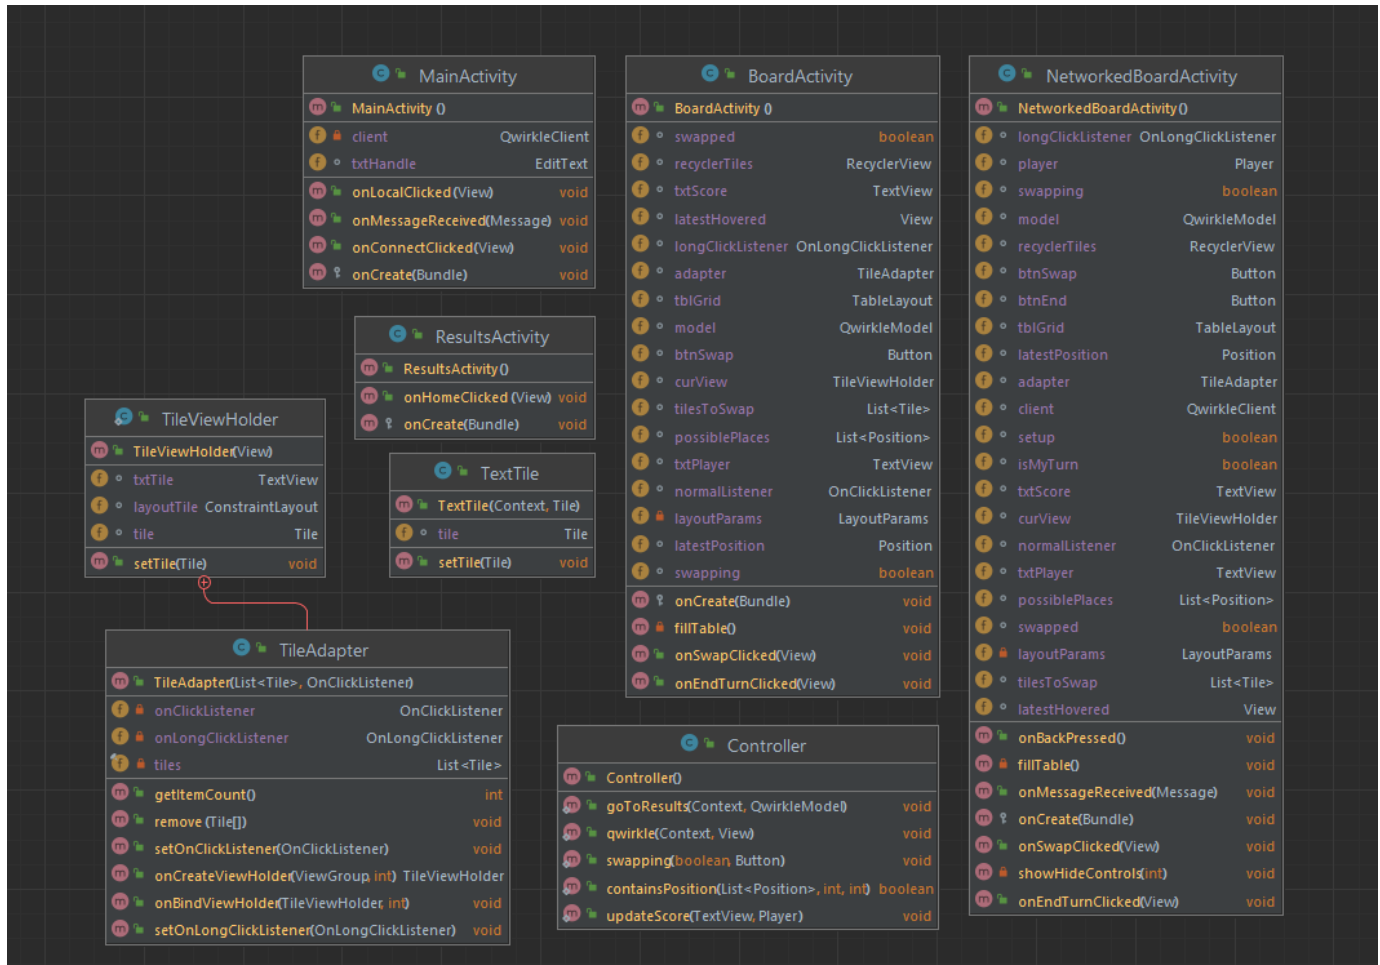 MainActivity
MainActivity()
client QwirkleClient
txtHandle EditText
onLocalClicked(View) void
onMessageReceived(Message) void
onConnectClicked(View) void
onCreate(Bundle) void
BoardActivity
BoardActivity()
swapped boolean
recyclerTiles RecyclerView
txtScore TextView
latestHovered View
longClickListener OnLongClickListener
adapter TileAdapter
tblGrid TableLayout
model QwirkleModel
btnSwap Button
curView TileViewHolder
tilesToSwap List<Tile>
possiblePlaces List<Position>
txtPlayer TextView
normalListener OnClickListener
layoutParams LayoutParams
latestPosition Position
swapping boolean
onCreate(Bundle) void
fillTable() void
onSwapClicked(View) void
onEndTurnClicked(View) void
NetworkedBoardActivity
NetworkedBoardActivity()
longClickListener OnLongClickListener
player Player
swapping boolean
model QwirkleModel
recyclerTiles RecyclerView
btnSwap Button
btnEnd Button
tblGrid TableLayout
latestPosition Position
adapter TileAdapter
client QwirkleClient
setup boolean
isMyTurn boolean
txtScore TextView
curView TileViewHolder
normalListener OnClickListener
txtPlayer TextView
possiblePlaces List<Position>
swapped boolean
layoutParams LayoutParams
tilesToSwap List<Tile>
latestHovered View
onBackPressed() void
fillTable() void
onMessageReceived(Message) void
onCreate(Bundle) void
onSwapClicked(View) void
showHideControls(int) void
onEndTurnClicked(View) void
ResultsActivity
ResultsActivity()
onHomeClicked(View) void
onCreate(Bundle) void
TileViewHolder
TileViewHolder(View)
txtTile TextView
layoutTile ConstraintLayout
tile Tile
setTile(Tile) void
TextTile
TextTile(Context, Tile)
tile Tile
setTile(Tile) void
TileAdapter
TileAdapter(List<Tile>, OnClickListener)
onClickListener OnClickListener
onLongClickListener OnLongClickListener
tiles List<Tile>
getItemCount() int
remove(Tile[]) void
setOnClickListener(OnClickListener) void
onCreateViewHolder(ViewGroup, int) TileViewHolder
onBindViewHolder(TileViewHolder, int) void
setOnLongClickListener(OnLongClickListener) void
Controller
Controller()
goToResults(Context, QwirkleModel) void
qwirkle(Context, View) void
swapping(boolean, Button) void
containsPosition(List<Position>, int, int) boolean
updateScore(TextView, Player) void